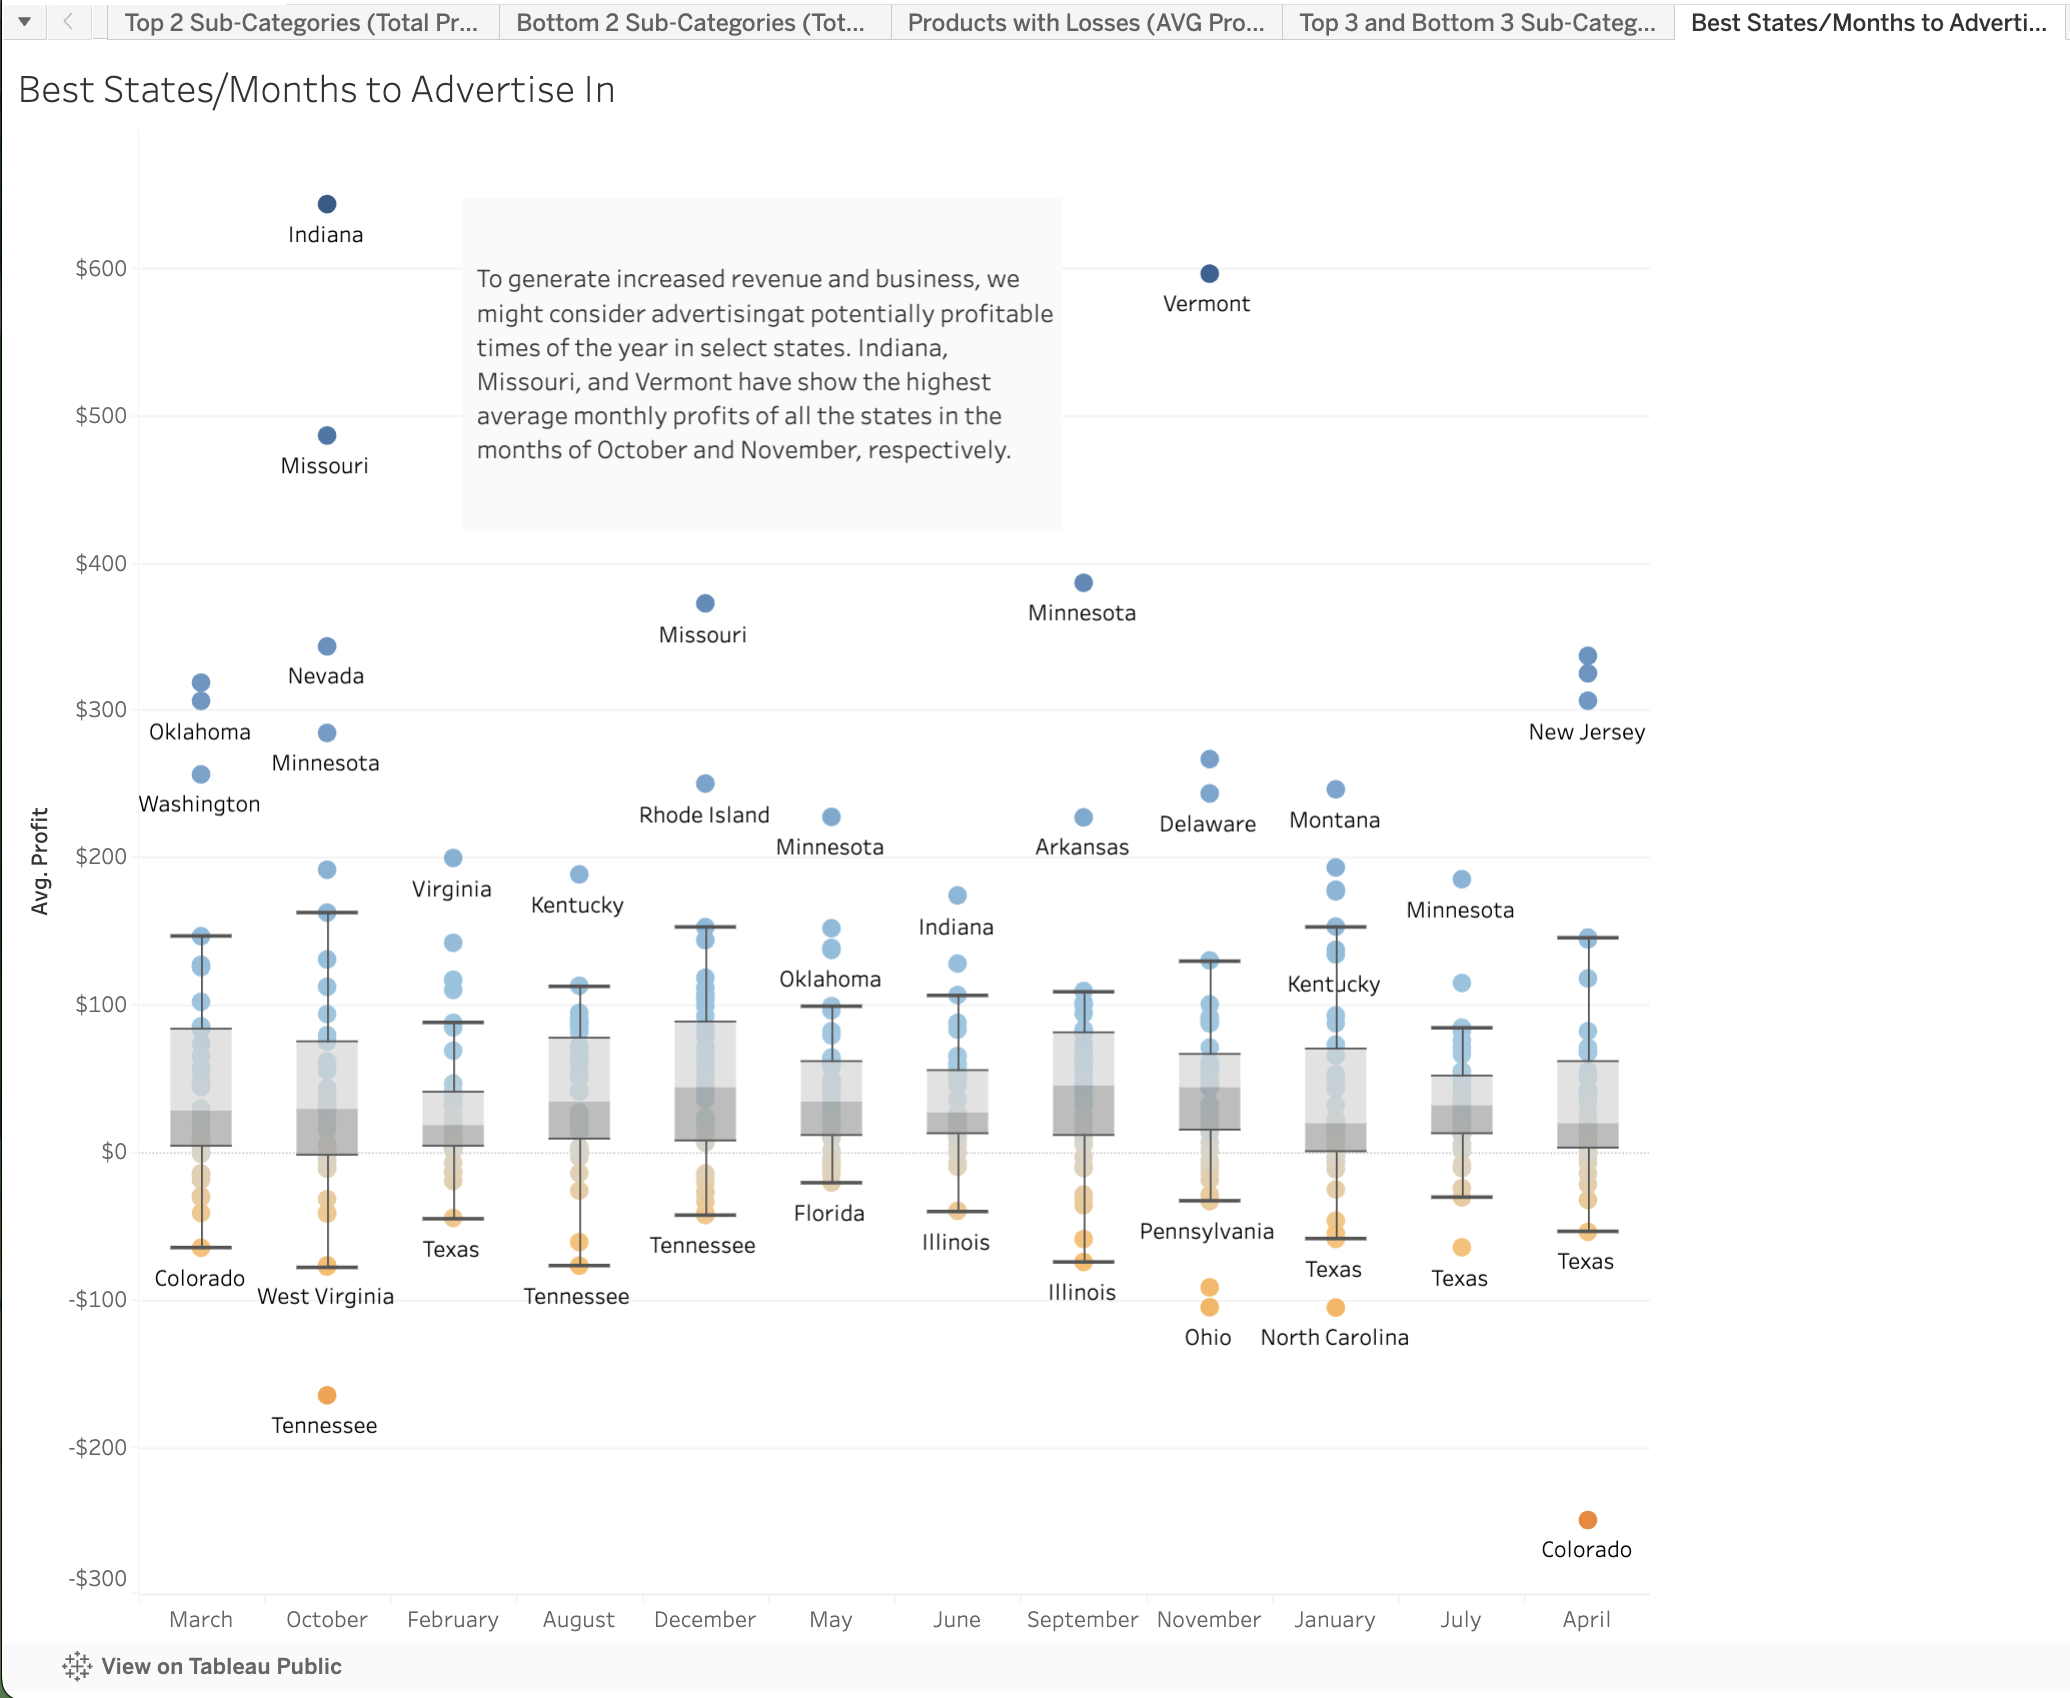 Top 2 Sub-Categories (Total Pr...
Bottom 2 Sub-Categories (Tot...
Products with Losses (AVG Pro...
Top 3 and Bottom 3 Sub-Categ...
Best States/Months to Adverti...
Best States/Months to Advertise In
Indiana
To generate increased revenue and business, we
might consider advertisingat potentially profitable
times of the year in select states. Indiana,
Missouri, and Vermont have show the highest
average monthly profits of all the states in the
months of October and November, respectively.
$600
Vermont
$500
Missouri
$400
Minnesota
Missouri
Nevada
$300
Oklahoma
New Jersey
Minnesota
Washington
Rhode Island
Delaware
Montana
Minnesota
Arkansas
Avg. Profit
$200
Virginia
Kentucky
Minnesota
Indiana
Oklahoma
Kentucky
$100
$0
Florida
Pennsylvania
Illinois
Tennessee
Texas
Texas
Texas
Colorado
Texas
Illinois
West Virginia
Tennessee
-$100
Ohio
North Carolina
Tennessee
-$200
Colorado
-$300
March
October
February
August
December
May
June
September
November
January
July
April
View on Tableau Public